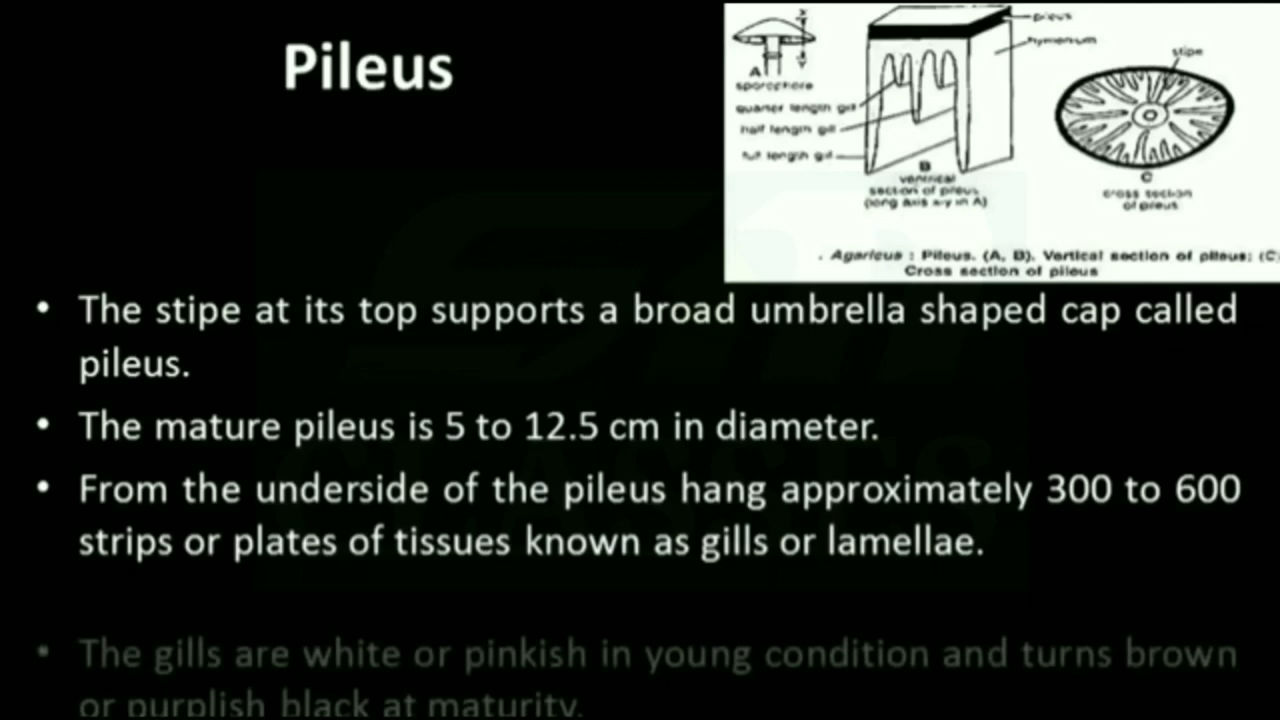 Pileus
x
pileus
hymenium
stipe
A
y
sporophore
quarter length gill
half length gill
full length gill
B
ventrical
section of pileus
(long axis x-y in A)
C
cross section
of pileus
. Agaricus : Pileus. (A, B). Vertical section of pileus; (C)
Cross section of pileus
• The stipe at its top supports a broad umbrella shaped cap called
pileus.
• The mature pileus is 5 to 12.5 cm in diameter.
• From the underside of the pileus hang approximately 300 to 600
strips or plates of tissues known as gills or lamellae.
• The gills are white or pinkish in young condition and turns brown
or purplish black at maturity.